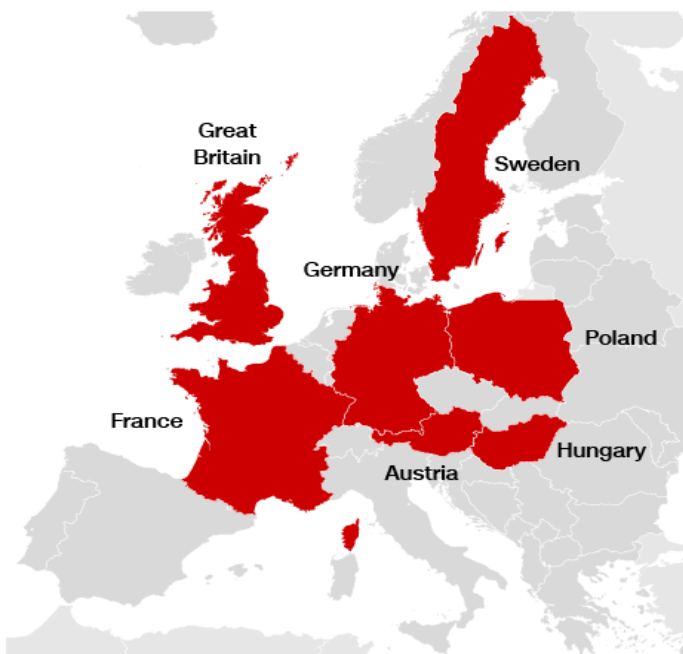 Great
Britain
Sweden
Germany
Poland
France
Hungary
Austria